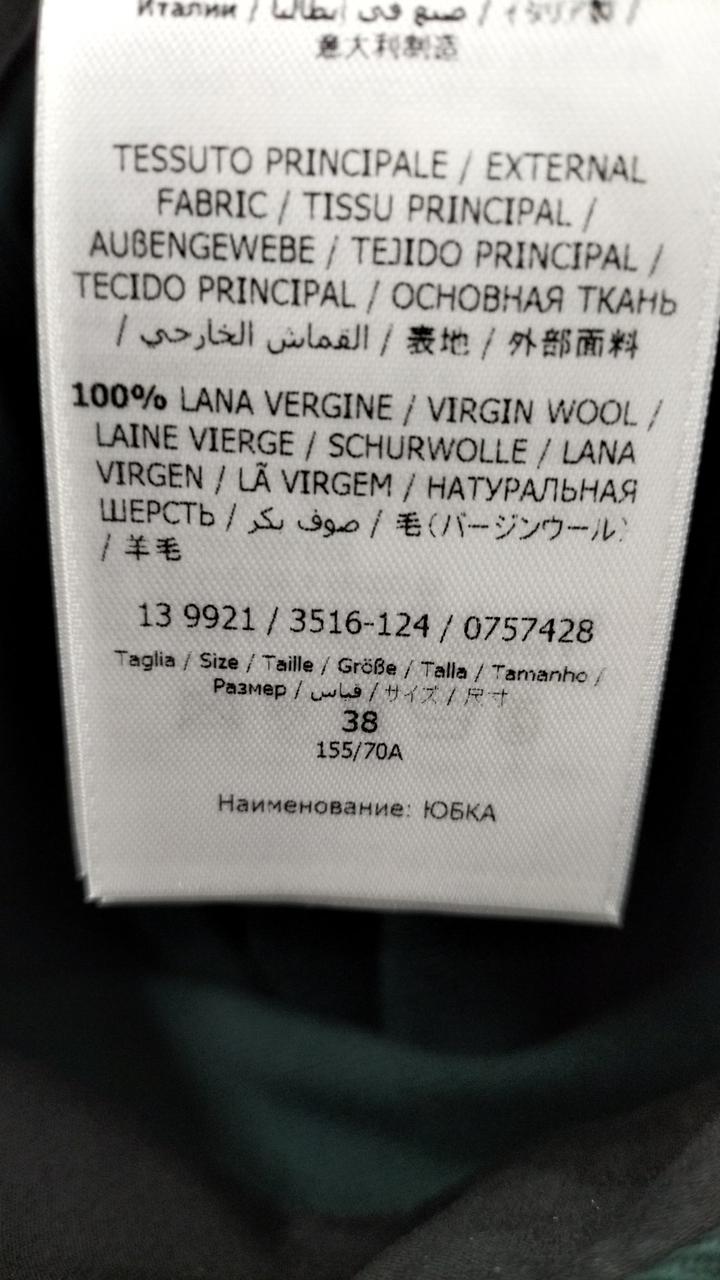 Италии / صنع في إيطاليا / イタリア製 /
意大利制造
TESSUTO PRINCIPALE / EXTERNAL
FABRIC / TISSU PRINCIPAL /
AUßENGEWEBE / TEJIDO PRINCIPAL /
TECIDO PRINCIPAL / ОСНОВНАЯ ТКАНЬ
/ القماش الخارجي / 表地 / 外部面料
100% LANA VERGINE / VIRGIN WOOL /
LAINE VIERGE / SCHURWOLLE / LANA
VIRGEN / LÃ VIRGEM / НАТУРАЛЬНАЯ
ШЕРСТЬ / صوف بكر / 毛(バージンウール)
/ 羊毛
13 9921 / 3516-124 / 0757428
Taglia / Size / Taille / Größe / Talla / Tamanho /
Размер / قياس / サイズ / 尺寸
38
155/70A
Наименование: ЮБКА